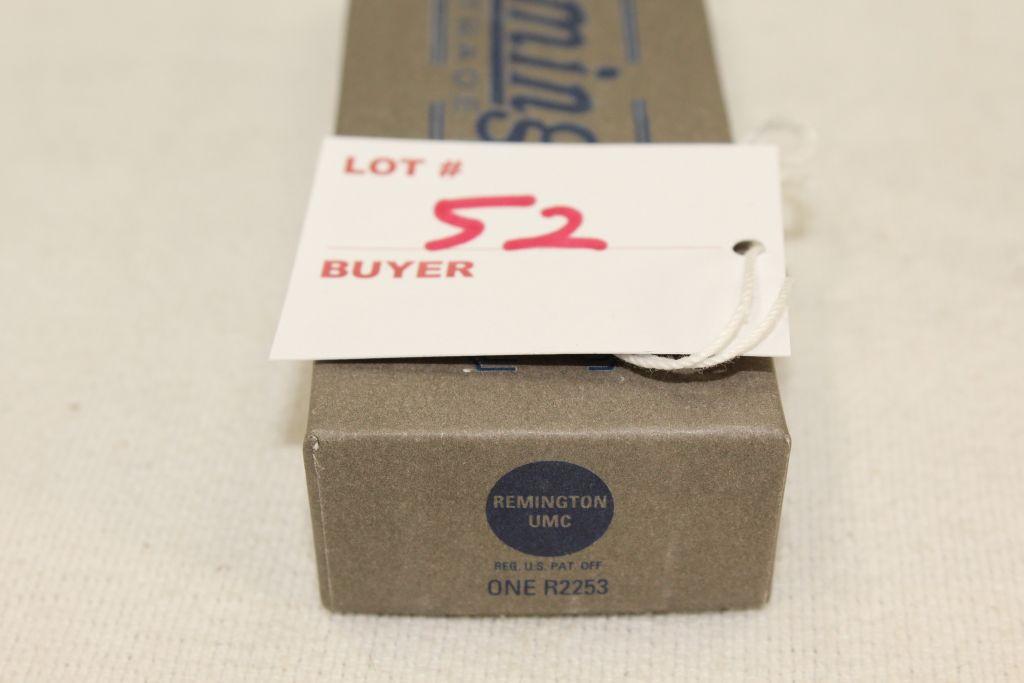 LOT #
52
BUYER
REMINGTON
UMC
REG. U.S. PAT. OFF
ONE R2253